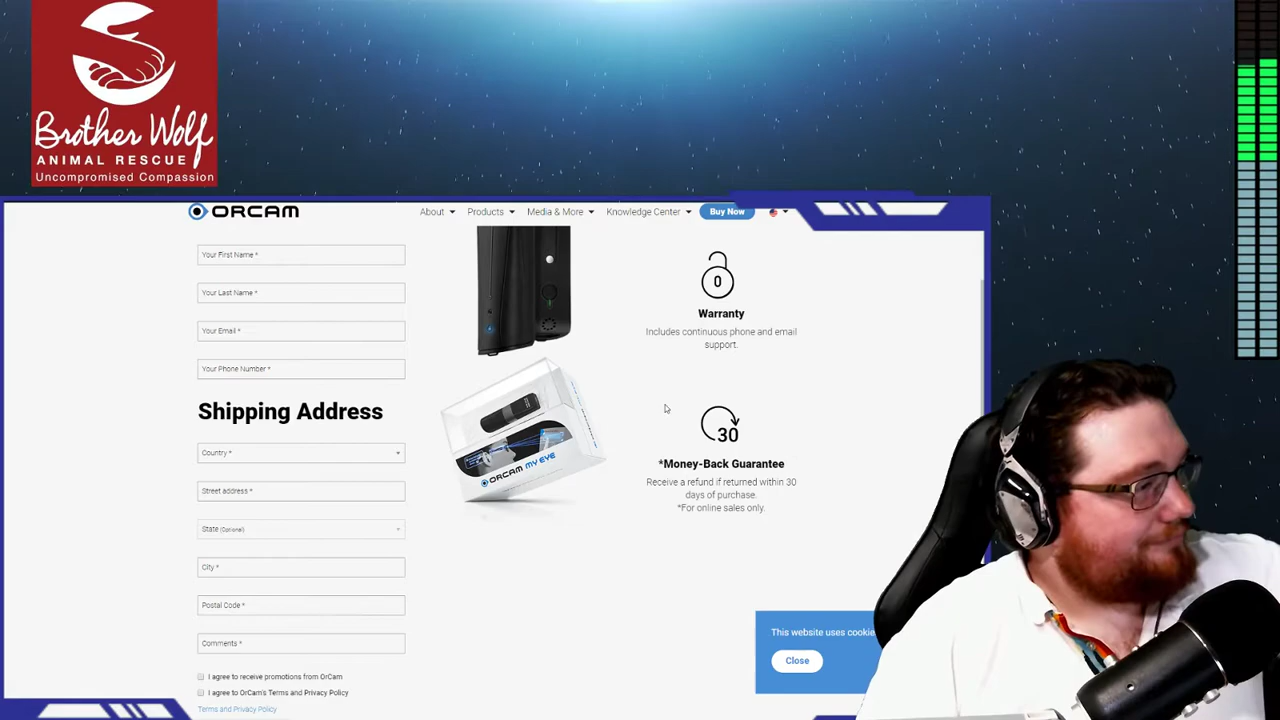 Brother Wolf
ANIMAL RESCUE
Uncompromised Compassion
ORCAM
About
Products
Media & More
Knowledge Center
Buy Now
Your First Name *
Your Last Name *
Your Email *
Your Phone Number *
Shipping Address
Country *
Street address *
State (Optional)
City *
Postal Code *
Comments *
I agree to receive promotions from OrCam
I agree to OrCam's Terms and Privacy Policy
Terms and Privacy Policy
ORCAM MY EYE
0
Warranty
Includes continuous phone and email
support.
30
*Money-Back Guarantee
Receive a refund if returned within 30
days of purchase.
*For online sales only.
This website uses cookie
Close